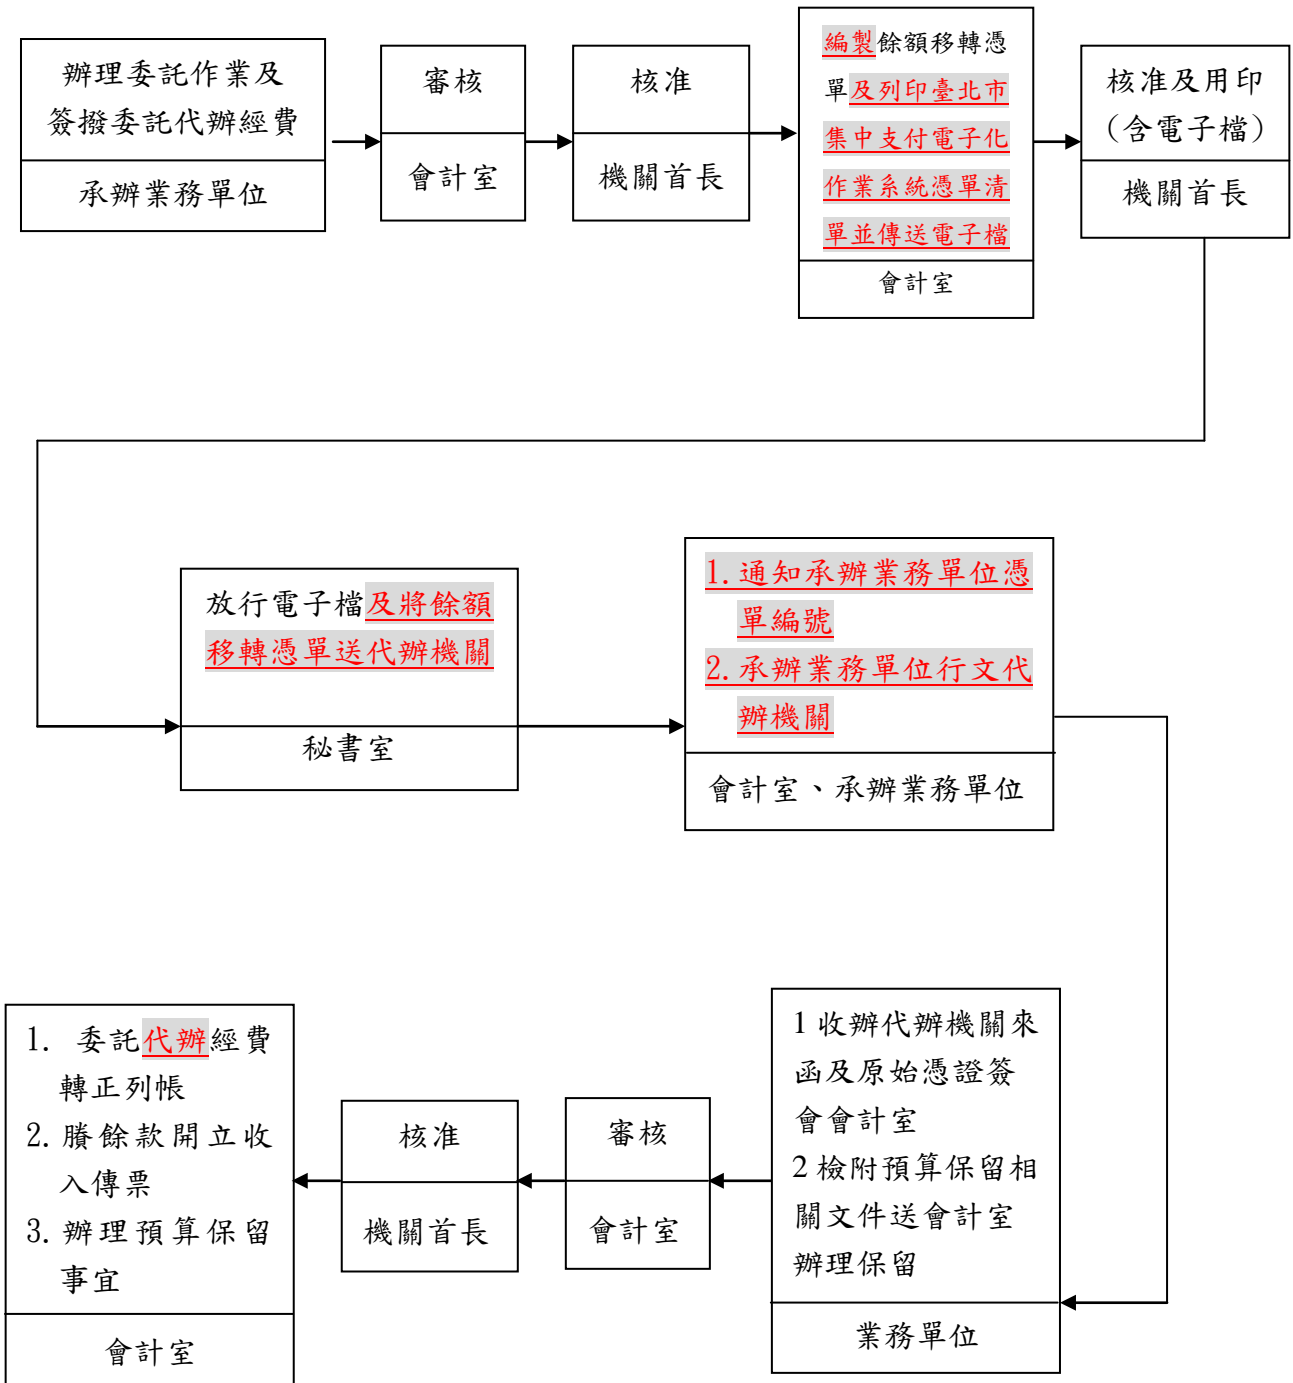 辦理委託作業及
簽撥委託代辦經費
承辦業務單位
審核
會計室
核准
機關首長
編製餘額移轉憑
單及列印臺北市
集中支付電子化
作業系統憑單清
單並傳送電子檔
會計室
核准及用印
(含電子檔)
機關首長
放行電子檔及將餘額
移轉憑單送代辦機關
秘書室
1.通知承辦業務單位憑
單編號
2.承辦業務單位行文代
辦機關
會計室、承辦業務單位
1收辦代辦機關來
函及原始憑證簽
會會計室
2檢附預算保留相
關文件送會計室
辦理保留
業務單位
審核
會計室
核准
機關首長
1. 委託代辦經費
轉正列帳
2.賸餘款開立收
入傳票
3.辦理預算保留
事宜
會計室